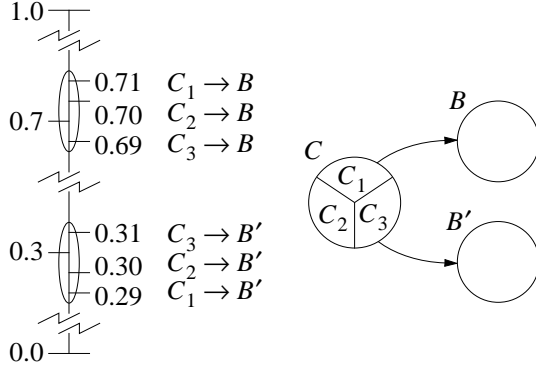 1.0
0.71 C₁ → B
0.7
0.70 C₂ → B
0.69 C₃ → B
0.31 C₃ → B′
0.3
0.30 C₂ → B′
0.29 C₁ → B′
0.0
B
C
C₁
C₂ C₃
B′